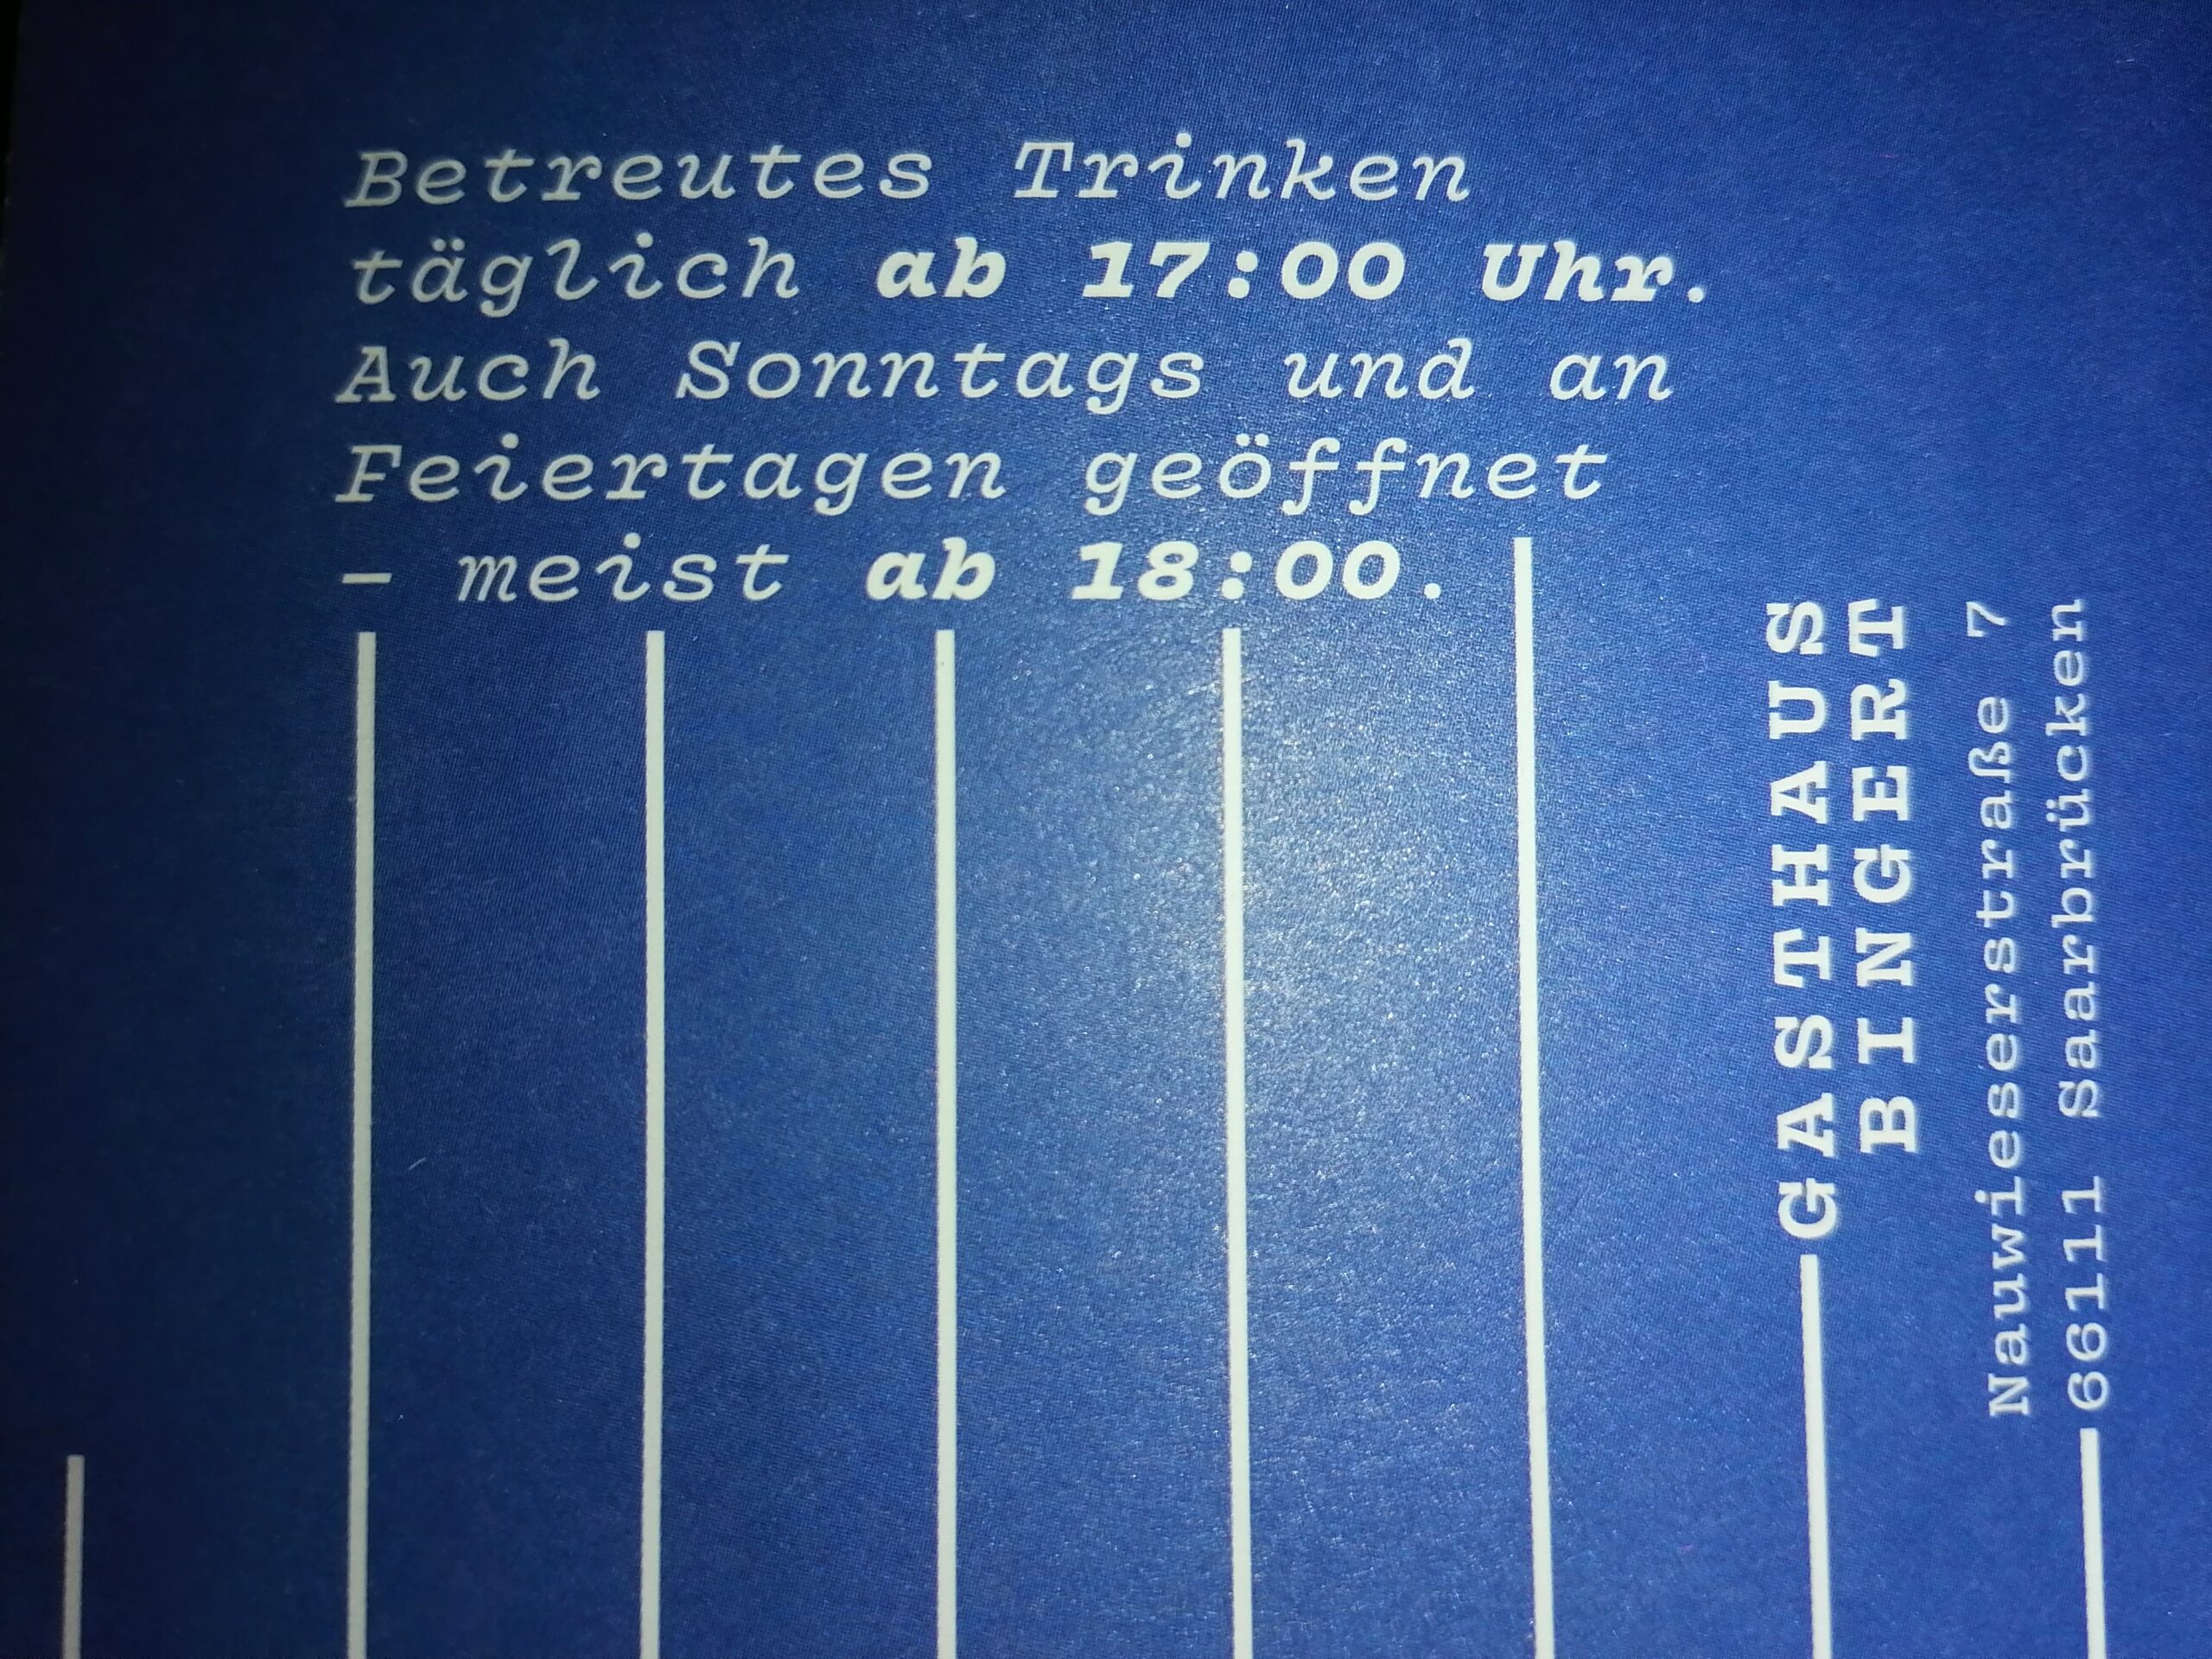 Betreutes Trinken
täglich ab 17:00 Uhr.
Auch Sonntags und an
Feiertagen geöffnet
– meist ab 18:00.
GASTHAUS
BINGERT
Nauwieserstraße 7
66111 Saarbrücken